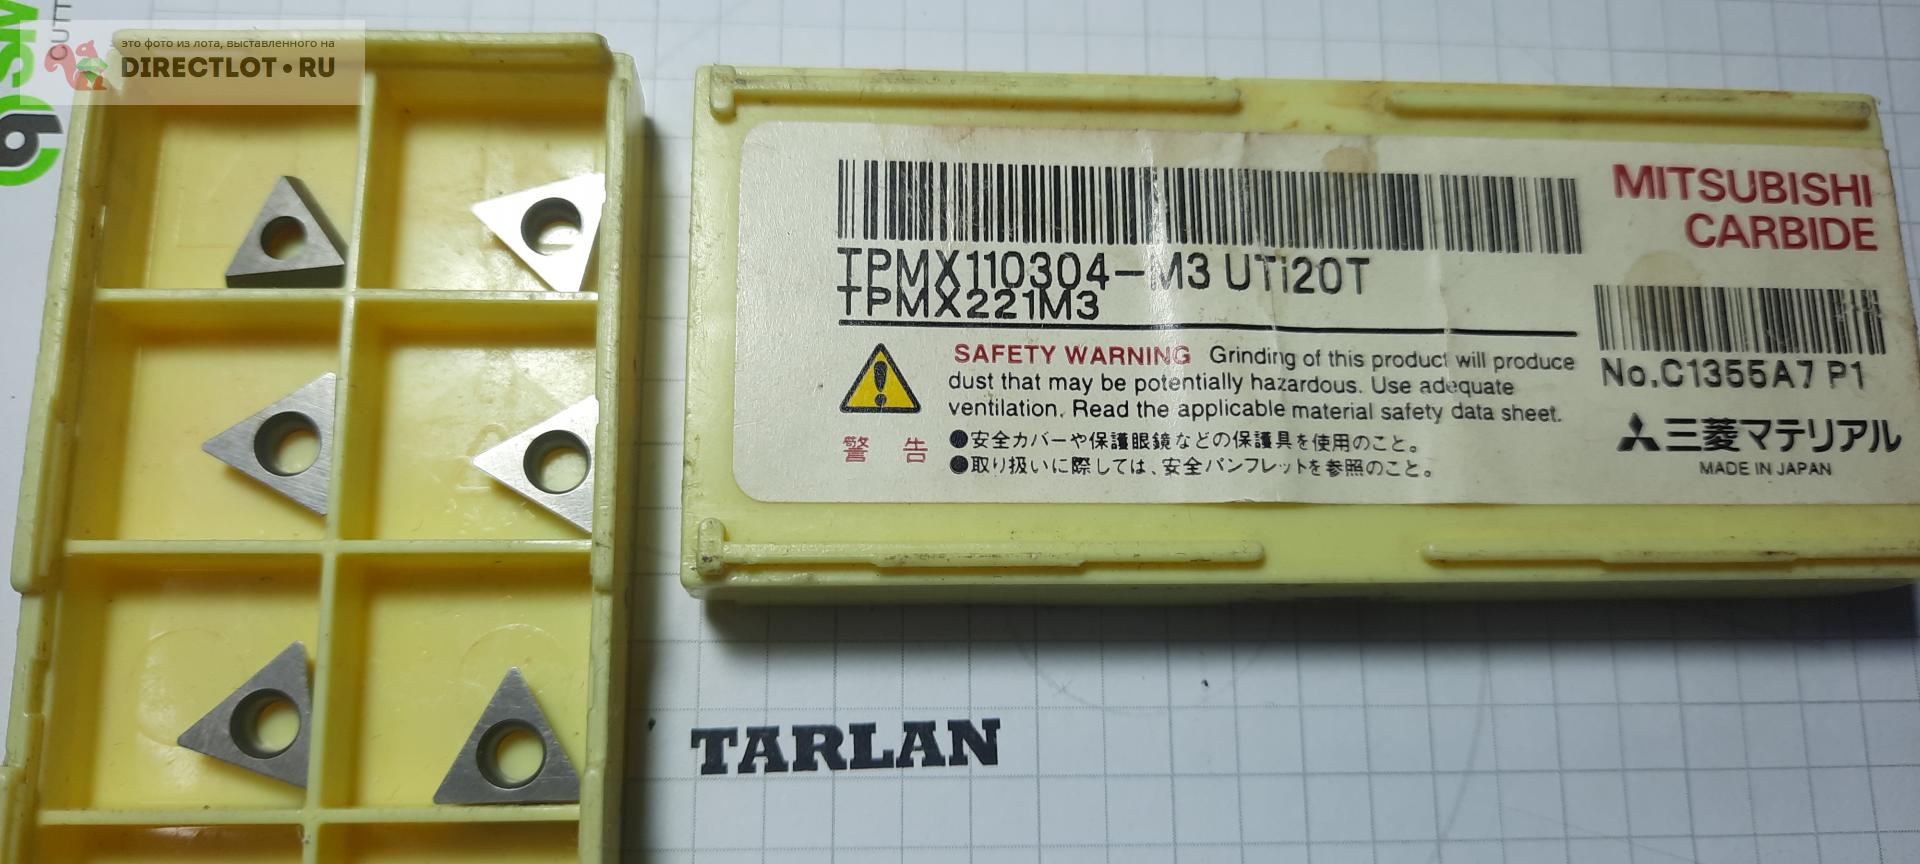 это фото из лота, выставленного на
DIRECTLOT•RU
MITSUBISHI
CARBIDE
TPMX110304-M3 UTi20T
TPMX221M3
SAFETY WARNING Grinding of this product will produce
dust that may be potentially hazardous. Use adequate
ventilation. Read the applicable material safety data sheet.
警告
●安全カバーや保護眼鏡などの保護具を使用のこと。
●取り扱いに際しては、安全パンフレットを参照のこと。
No.C1355A7 P1
三菱マテリアル
MADE IN JAPAN
TARLAN